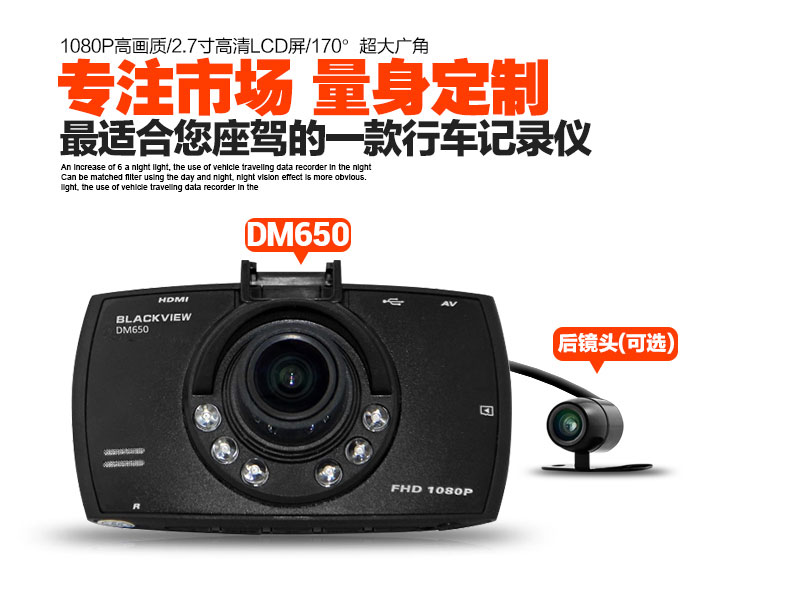 1080P高画质/2.7寸高清LCD屏/170°超大广角
专注市场 量身定制
最适合您座驾的一款行车记录仪
An increase of 6 a night light, the use of vehicle traveling data recorder in the night
Can be matched filter using the day and night, night vision effect is more obvious.
light, the use of vehicle traveling data recorder in the
DM650
HDMI
AV
BLACKVIEW
DM650
后镜头(可选)
FHD 1080P
R